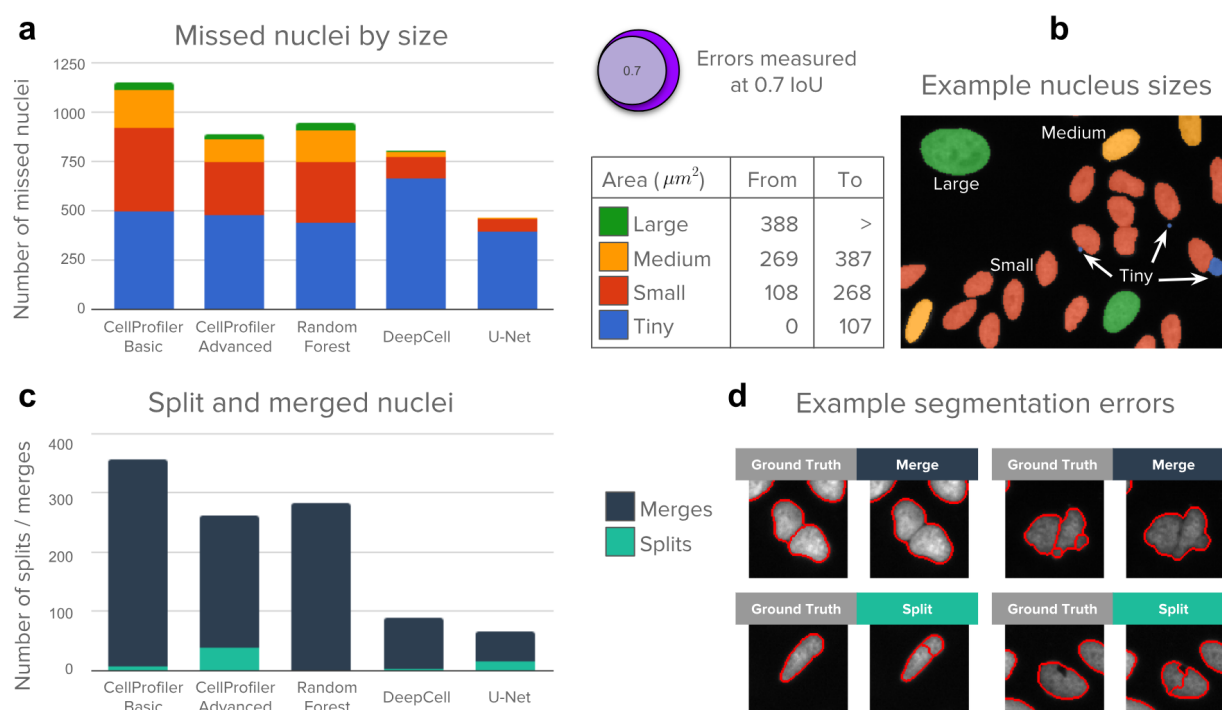 a
Missed nuclei by size
Number of missed nuclei
1250
1000
750
500
250
0
CellProfiler
Basic
CellProfiler
Advanced
Random
Forest
DeepCell
U-Net
0.7
Errors measured
at 0.7 IoU
Area (μm²) From To
Large 388 >
Medium 269 387
Small 108 268
Tiny 0 107
b
Example nucleus sizes
Medium
Large
Small
Tiny
c
Split and merged nuclei
Number of splits / merges
400
300
200
100
0
CellProfiler
Basic
CellProfiler
Advanced
Random
Forest
DeepCell
U-Net
Merges
Splits
d
Example segmentation errors
Ground Truth Merge
Ground Truth Merge
Ground Truth Split
Ground Truth Split